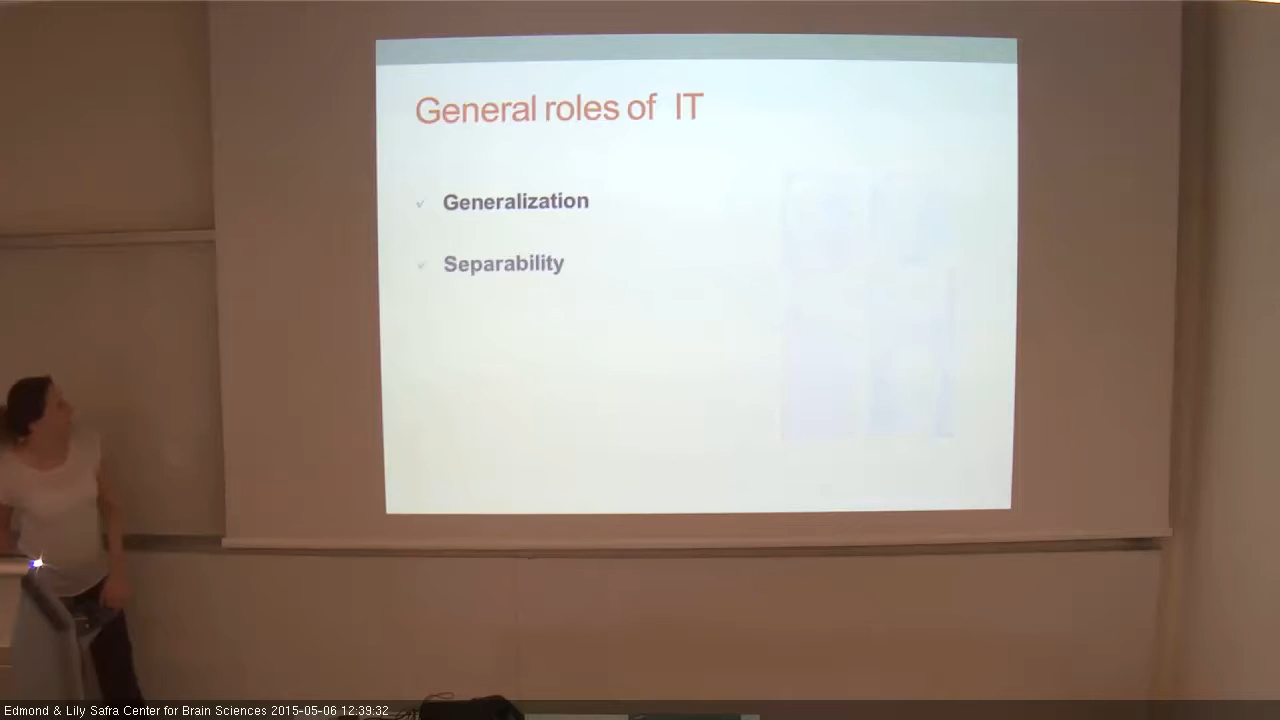 General roles of IT
✓ Generalization
✓ Separability
Edmond & Lily Safra Center for Brain Sciences 2015-05-06 12:39:32